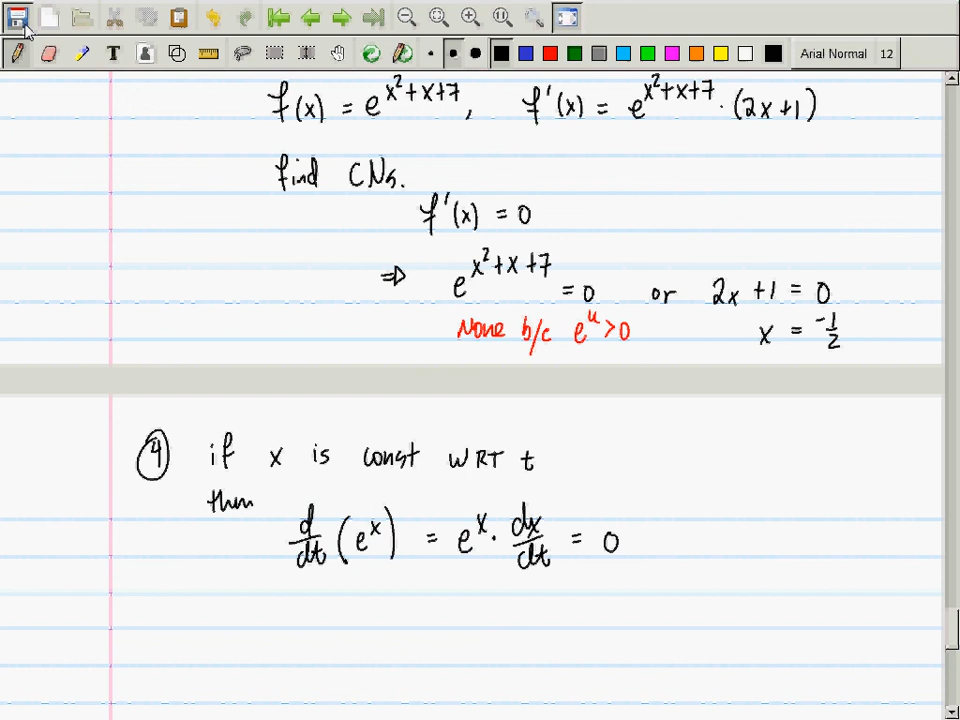 Arial Normal 12
f(x) = e^{x²+x+7}, f'(x) = e^{x²+x+7} · (2x+1)
find CNs.
f'(x) = 0
⇒ e^{x²+x+7} = 0 or 2x + 1 = 0
None b/c e^u > 0 x = -1/2
④ if x is const WRT t
then
d/dt (e^x) = e^x · dx/dt = 0